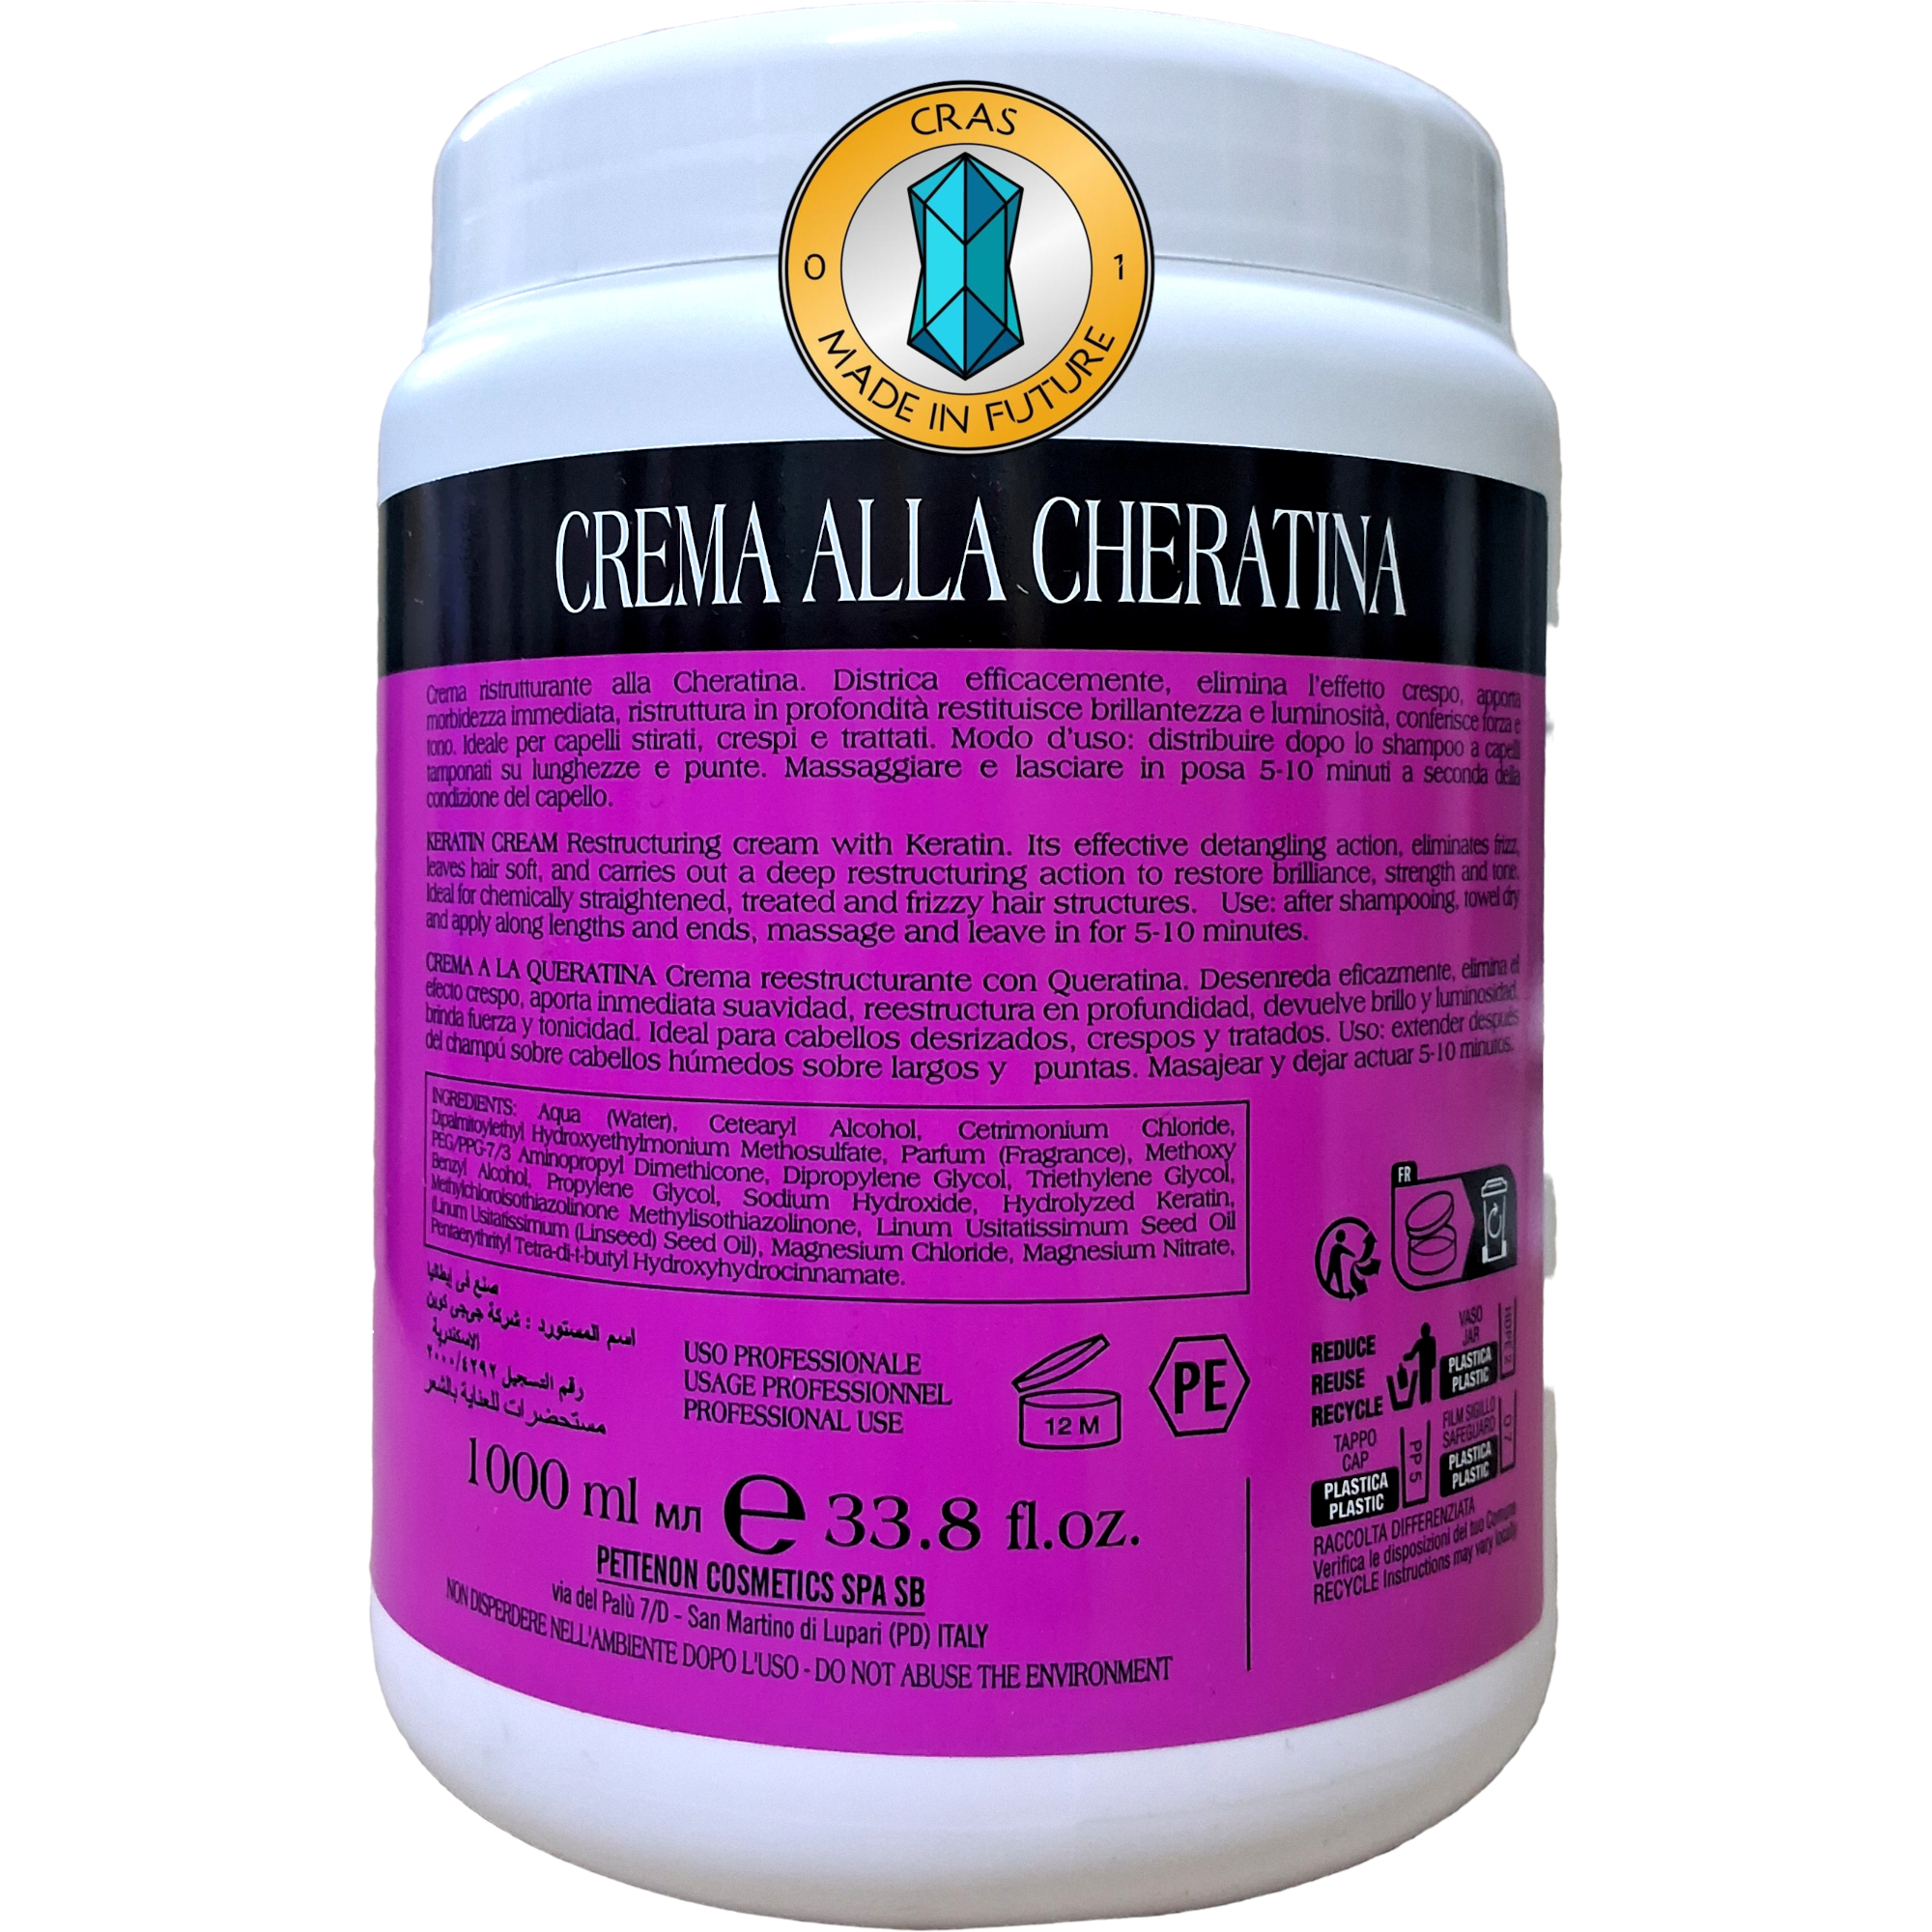 CRAS
0 1
MADE IN FUTURE
CREMA ALLA CHERATINA
Crema ristrutturante alla Cheratina. Districa efficacemente, elimina l'effetto crespo, apporta
morbidezza immediata, ristruttura in profondità restituisce brillantezza e luminosità, conferisce forza e
tono. Ideale per capelli stirati, crespi e trattati. Modo d'uso: distribuire dopo lo shampoo a capelli
tamponati su lunghezze e punte. Massaggiare e lasciare in posa 5-10 minuti a seconda della
condizione del capello.
KERATIN CREAM Restructuring cream with Keratin. Its effective detangling action, eliminates frizz,
leaves hair soft, and carries out a deep restructuring action to restore brilliance, strength and tone.
Ideal for chemically straightened, treated and frizzy hair structures. Use: after shampooing, towel dry
and apply along lengths and ends, massage and leave in for 5-10 minutes.
CREMA A LA QUERATINA Crema reestructurante con Queratina. Desenreda eficazmente, elimina el
efecto crespo, aporta inmediata suavidad, reestructura en profundidad, devuelve brillo y luminosidad,
brinda fuerza y tonicidad. Ideal para cabellos desrizados, crespos y tratados. Uso: extender después
del champú sobre cabellos húmedos sobre largos y puntas. Masajear y dejar actuar 5-10 minutos.
INGREDIENTS: Aqua (Water), Cetearyl Alcohol, Cetrimonium Chloride,
Dipalmitoylethyl Hydroxyethylmonium Methosulfate, Parfum (Fragrance), Methoxy
PEG/PPG-7/3 Aminopropyl Dimethicone, Dipropylene Glycol, Triethylene Glycol,
Benzyl Alcohol, Propylene Glycol, Sodium Hydroxide, Hydrolyzed Keratin,
Methylchloroisothiazolinone Methylisothiazolinone, Linum Usitatissimum Seed Oil
(Linum Usitatissimum (Linseed) Seed Oil), Magnesium Chloride, Magnesium Nitrate,
Pentaerythrityl Tetra-di-t-butyl Hydroxyhydrocinnamate.
صنع فى إيطاليا
اسم المستورد : شركة جى جى كوين
الاسكندرية
رقم التسجيل ٢٠٠٠/٤٢٩٢
مستحضرات للعناية بالشعر
USO PROFESSIONALE
USAGE PROFESSIONNEL
PROFESSIONAL USE
12 M
PE
1000 ml мл e 33.8 fl.oz.
PETTENON COSMETICS SPA SB
via del Palù 7/D - San Martino di Lupari (PD) ITALY
NON DISPERDERE NELL'AMBIENTE DOPO L'USO - DO NOT ABUSE THE ENVIRONMENT
FR
REDUCE
REUSE
RECYCLE
VASO
JAR
PLASTICA
PLASTIC
HDPE 2
TAPPO
CAP
PLASTICA
PLASTIC
PP 5
FILM SIGILLO
SAFEGUARD
PLASTICA
PLASTIC
O 7
RACCOLTA DIFFERENZIATA
Verifica le disposizioni del tuo Comune
RECYCLE Instructions may vary locally